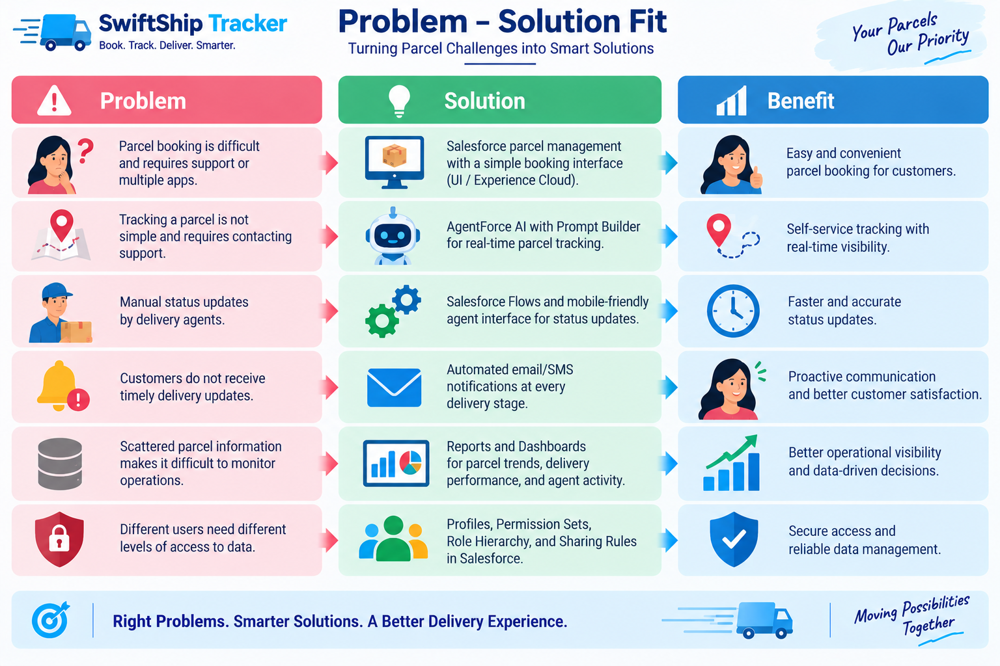 SwiftShip Tracker
Book. Track. Deliver. Smarter.
Problem – Solution Fit
Turning Parcel Challenges into Smart Solutions
Your Parcels
Our Priority
Problem
Solution
Benefit
Parcel booking is difficult
and requires support or
multiple apps.
Salesforce parcel management
with a simple booking interface
(UI / Experience Cloud).
Easy and convenient
parcel booking for customers.
Tracking a parcel is not
simple and requires contacting
support.
AgentForce AI with Prompt Builder
for real-time parcel tracking.
Self-service tracking with
real-time visibility.
Manual status updates
by delivery agents.
Salesforce Flows and mobile-friendly
agent interface for status updates.
Faster and accurate
status updates.
Customers do not receive
timely delivery updates.
Automated email/SMS
notifications at every
delivery stage.
Proactive communication
and better customer satisfaction.
Scattered parcel information
makes it difficult to monitor
operations.
Reports and Dashboards
for parcel trends, delivery
performance, and agent activity.
Better operational visibility
and data-driven decisions.
Different users need different
levels of access to data.
Profiles, Permission Sets,
Role Hierarchy, and Sharing Rules
in Salesforce.
Secure access and
reliable data management.
Right Problems. Smarter Solutions. A Better Delivery Experience.
Moving Possibilities
Together